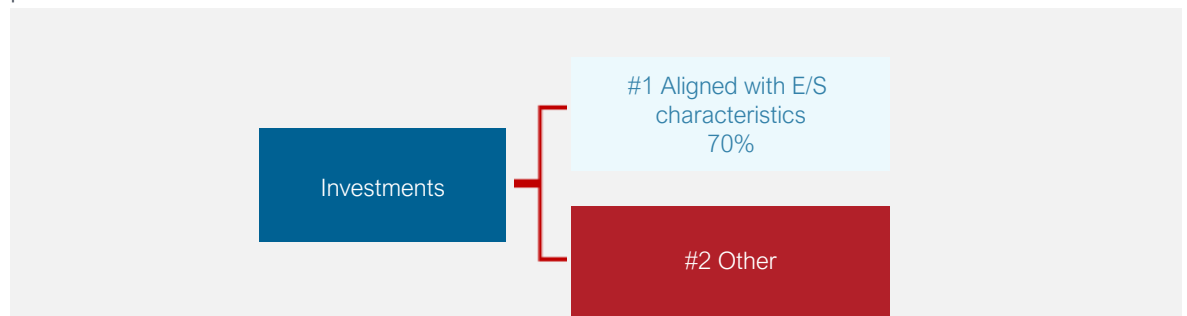 Investments
#1 Aligned with E/S
characteristics
70%
#2 Other